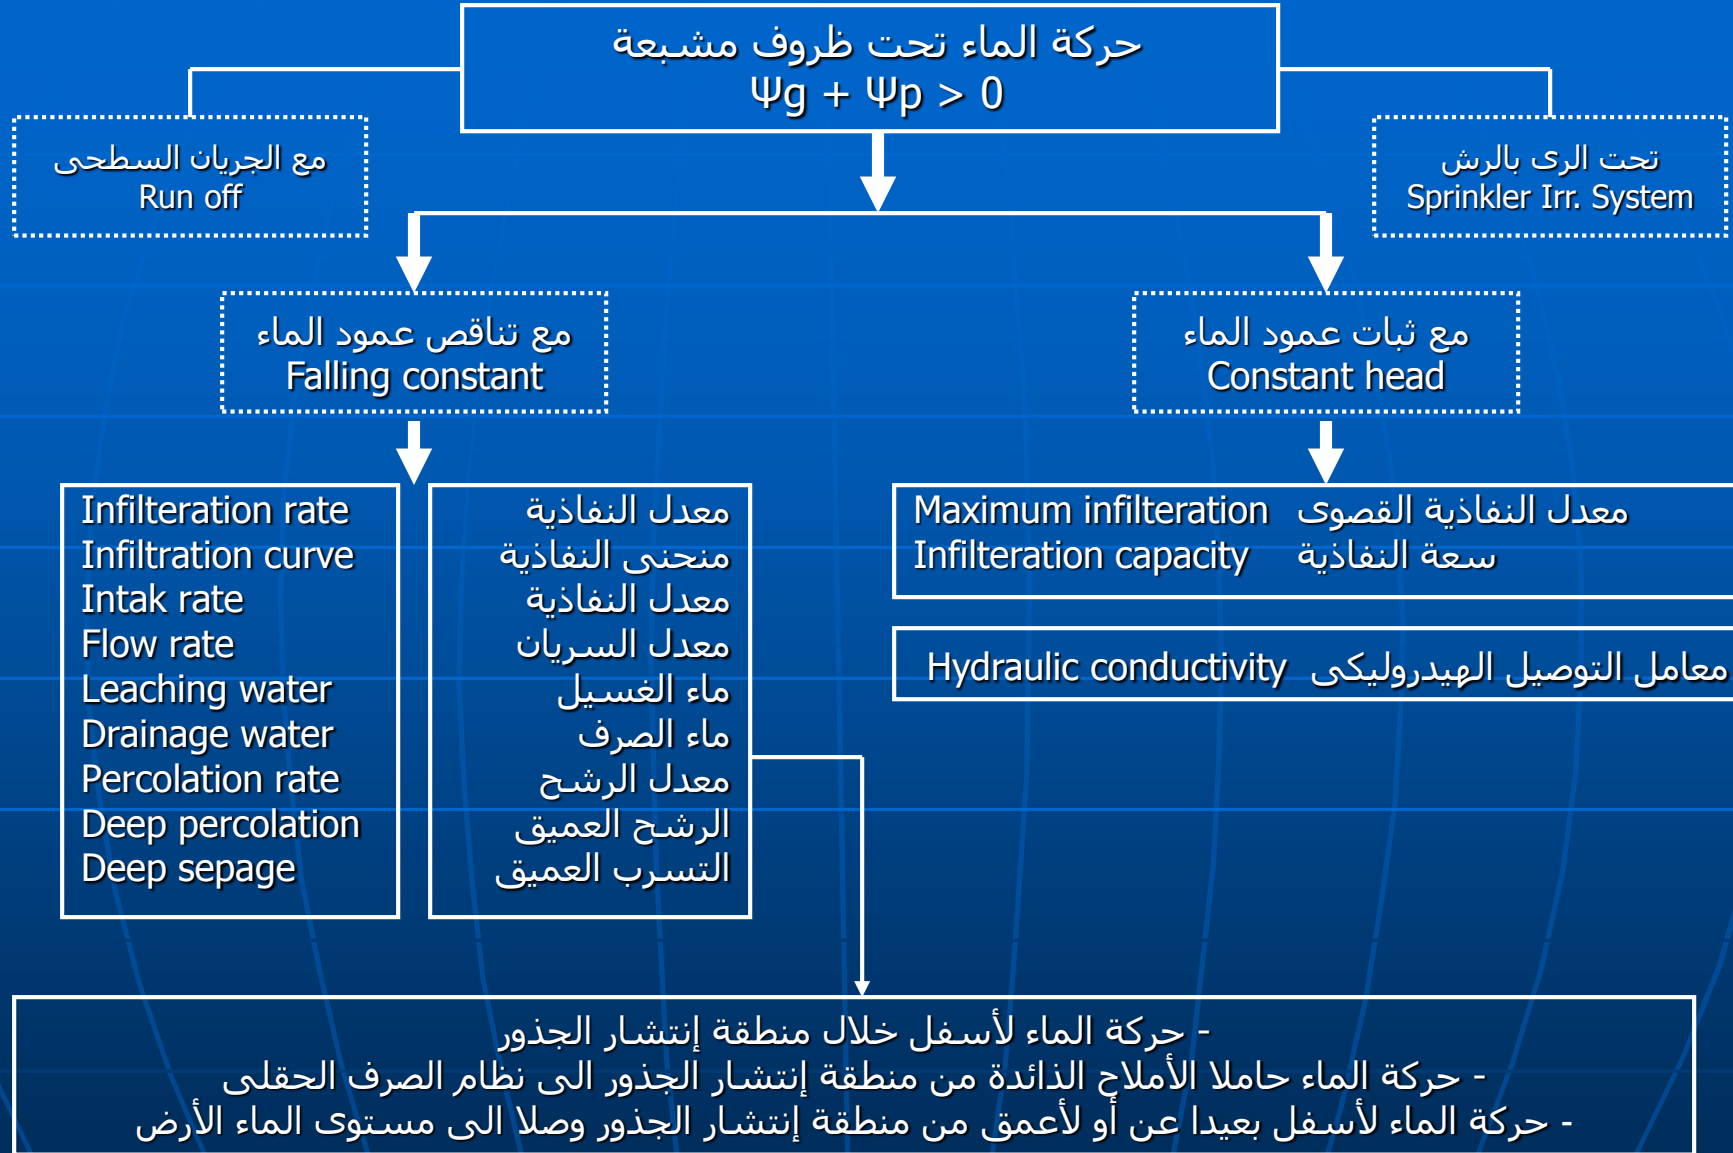 حركة الماء تحت ظروف مشبعة
Ψg + Ψp > 0
تحت الرى بالرش
Sprinkler Irr. System
مع الجريان السطحى
Run off
مع ثبات عمود الماء
Constant head
مع تناقص عمود الماء
Falling constant
Maximum infilteration معدل النفاذية القصوى
Infilteration capacity سعة النفاذية
Hydraulic conductivity معامل التوصيل الهيدروليكى
Infilteration rate معدل النفاذية
Infiltration curve منحنى النفاذية
Intak rate معدل النفاذية
Flow rate معدل السريان
Leaching water ماء الغسيل
Drainage water ماء الصرف
Percolation rate معدل الرشح
Deep percolation الرشح العميق
Deep sepage التسرب العميق
- حركة الماء لأسفل خلال منطقة إنتشار الجذور
- حركة الماء حاملا الأملاح الذائدة من منطقة إنتشار الجذور الى نظام الصرف الحقلى
- حركة الماء لأسفل بعيدا عن أو لأعمق من منطقة إنتشار الجذور وصلا الى مستوى الماء الأرض